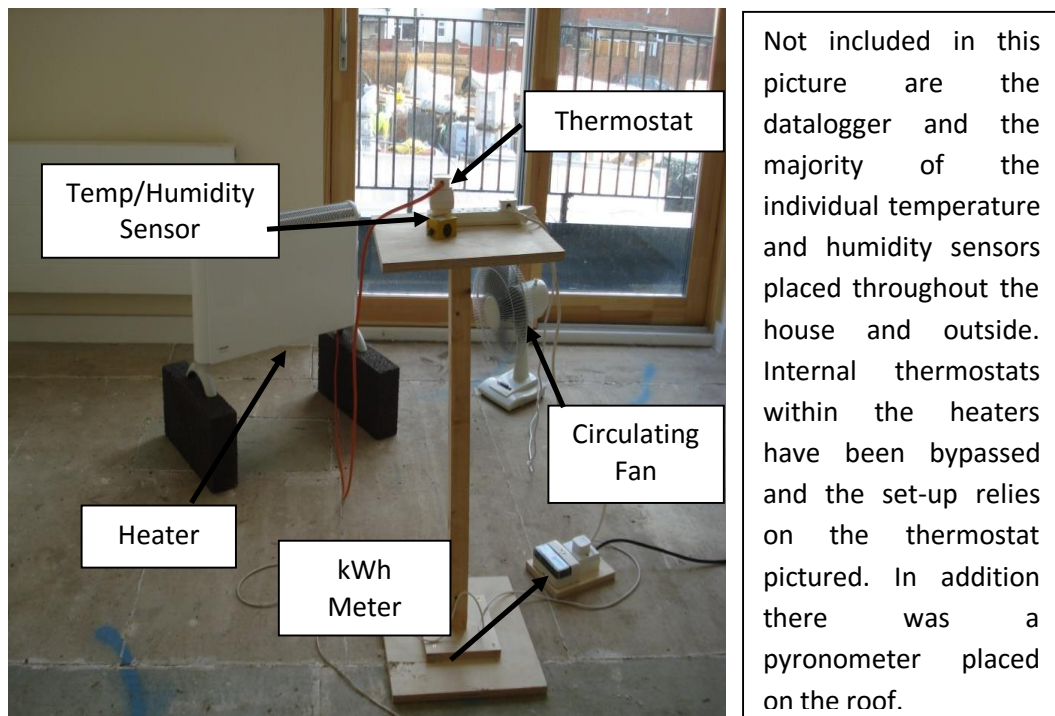 Thermostat
Temp/Humidity
Sensor
Circulating
Fan
Heater
kWh
Meter
Not included in this
picture are the
datalogger and the
majority of the
individual temperature
and humidity sensors
placed throughout the
house and outside.
Internal thermostats
within the heaters
have been bypassed
and the set-up relies
on the thermostat
pictured. In addition
there was a
pyronometer placed
on the roof.